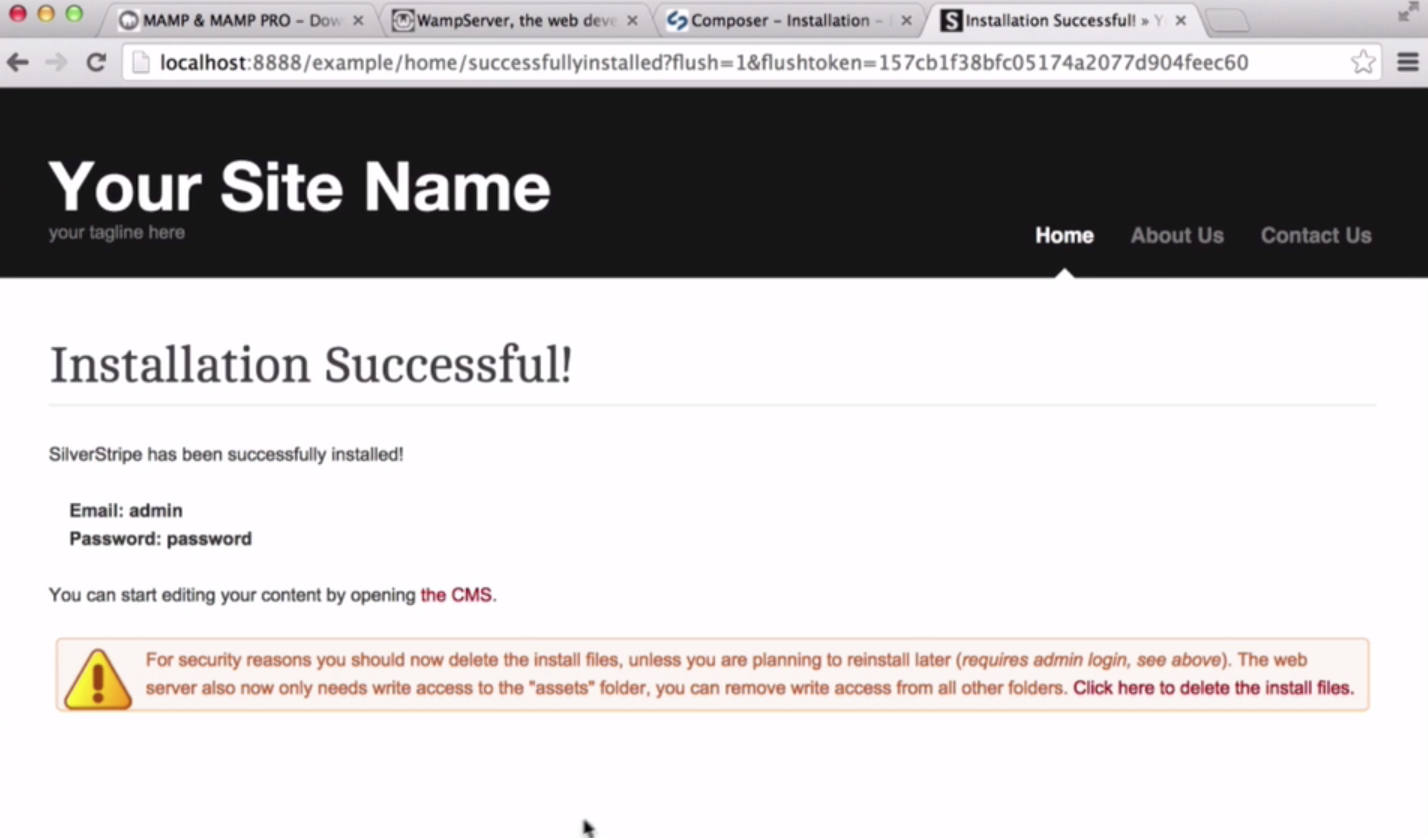 MAMP & MAMP PRO – Dow
WampServer, the web deve
Composer – Installation –
Installation Successful! » Y
localhost:8888/example/home/successfullyinstalled?flush=1&flushtoken=157cb1f38bfc05174a2077d904feec60
Your Site Name
your tagline here
Home About Us Contact Us
Installation Successful!
SilverStripe has been successfully installed!
Email: admin
Password: password
You can start editing your content by opening the CMS.
For security reasons you should now delete the install files, unless you are planning to reinstall later (requires admin login, see above). The web
server also now only needs write access to the "assets" folder, you can remove write access from all other folders. Click here to delete the install files.